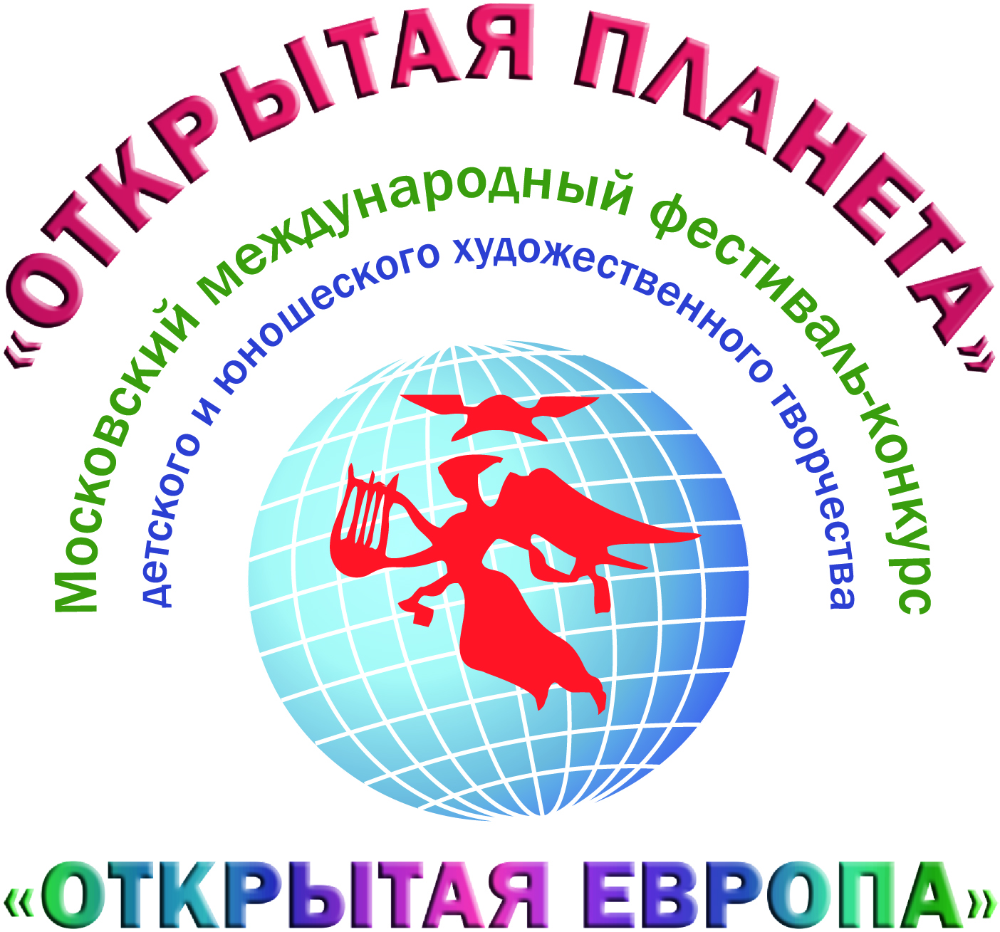 «ОТКРЫТАЯ ПЛАНЕТА»
Московский международный фестиваль-конкурс
детского и юношеского художественного творчества
«ОТКРЫТАЯ ЕВРОПА»